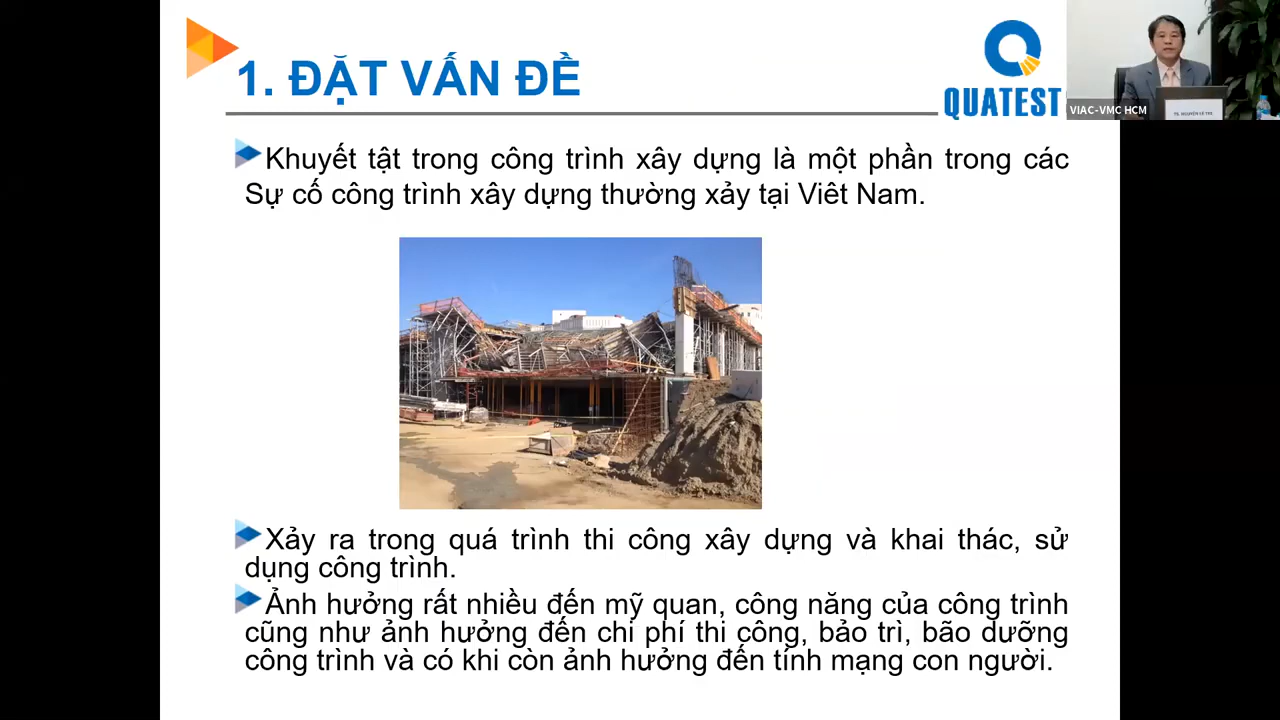 1. ĐẶT VẤN ĐỀ
QUATEST
VIAC-VMC HCM
Khuyết tật trong công trình xây dựng là một phần trong các
Sự cố công trình xây dựng thường xảy tại Viêt Nam.
Xảy ra trong quá trình thi công xây dựng và khai thác, sử
dụng công trình.
Ảnh hưởng rất nhiều đến mỹ quan, công năng của công trình
cũng như ảnh hưởng đến chi phí thi công, bảo trì, bão dưỡng
công trình và có khi còn ảnh hưởng đến tính mạng con người.